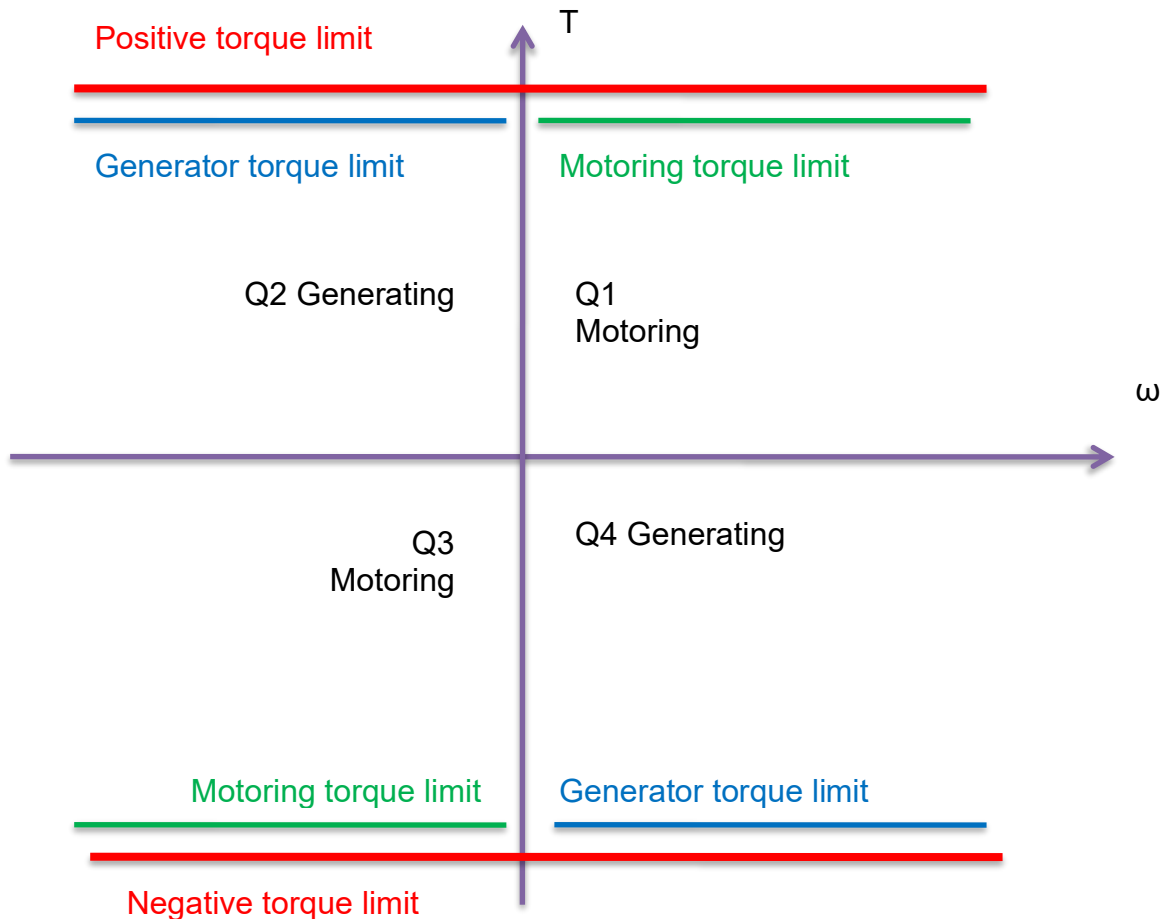 T
Positive torque limit
Generator torque limit
Motoring torque limit
Q2 Generating
Q1
Motoring
ω
Q3
Motoring
Q4 Generating
Motoring torque limit
Generator torque limit
Negative torque limit